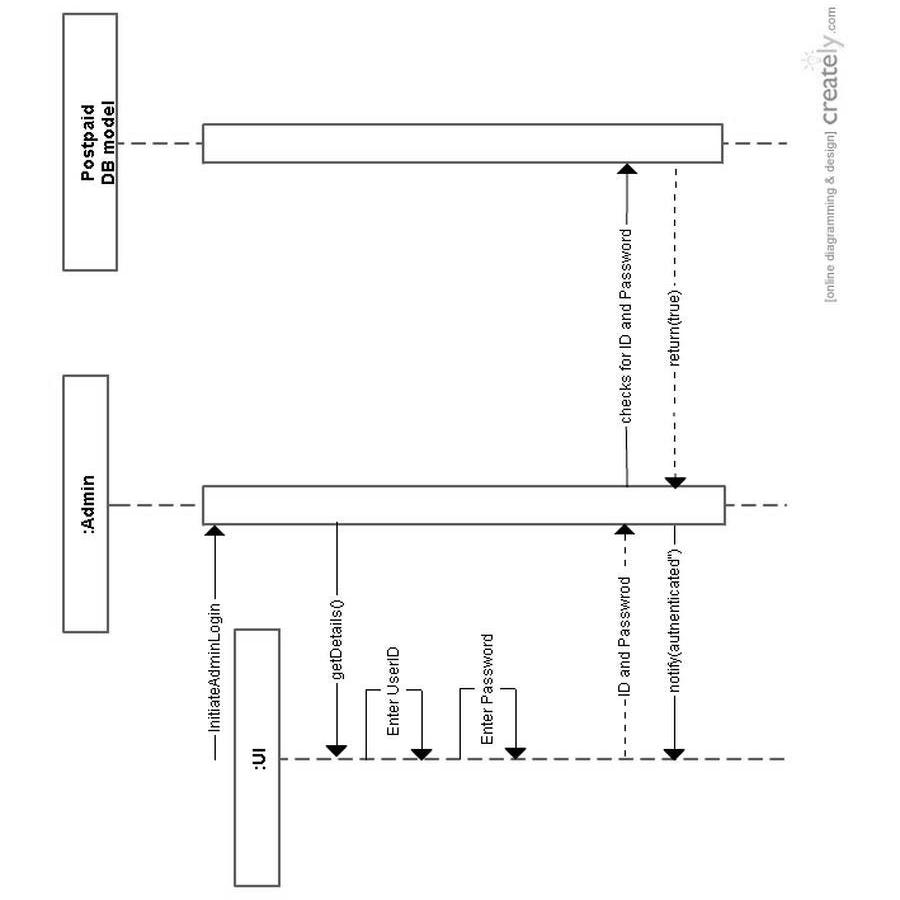 :UI
:Admin
Postpaid
DB model
InitiateAdminLogin
getDetails()
Enter UserID
Enter Password
ID and Passwrod
checks for ID and Password
return(true)
notify(autnenticated")
[online diagramming & design] creately.com